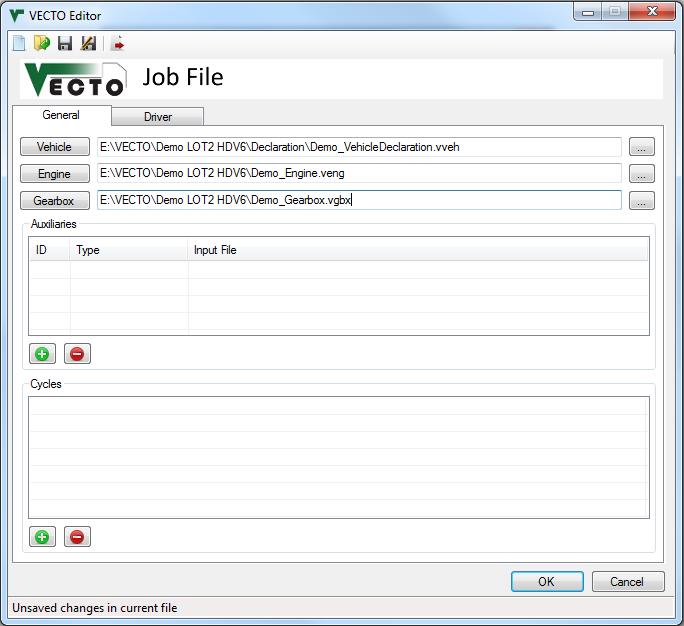 VECTO Editor
VECTO Job File
General Driver
Vehicle E:\VECTO\Demo LOT2 HDV6\Declaration\Demo_VehicleDeclaration.vveh ...
Engine E:\VECTO\Demo LOT2 HDV6\Demo_Engine.veng ...
Gearbox E:\VECTO\Demo LOT2 HDV6\Demo_Gearbox.vgbx ...
Auxiliaries
ID Type Input File
Cycles
OK Cancel
Unsaved changes in current file